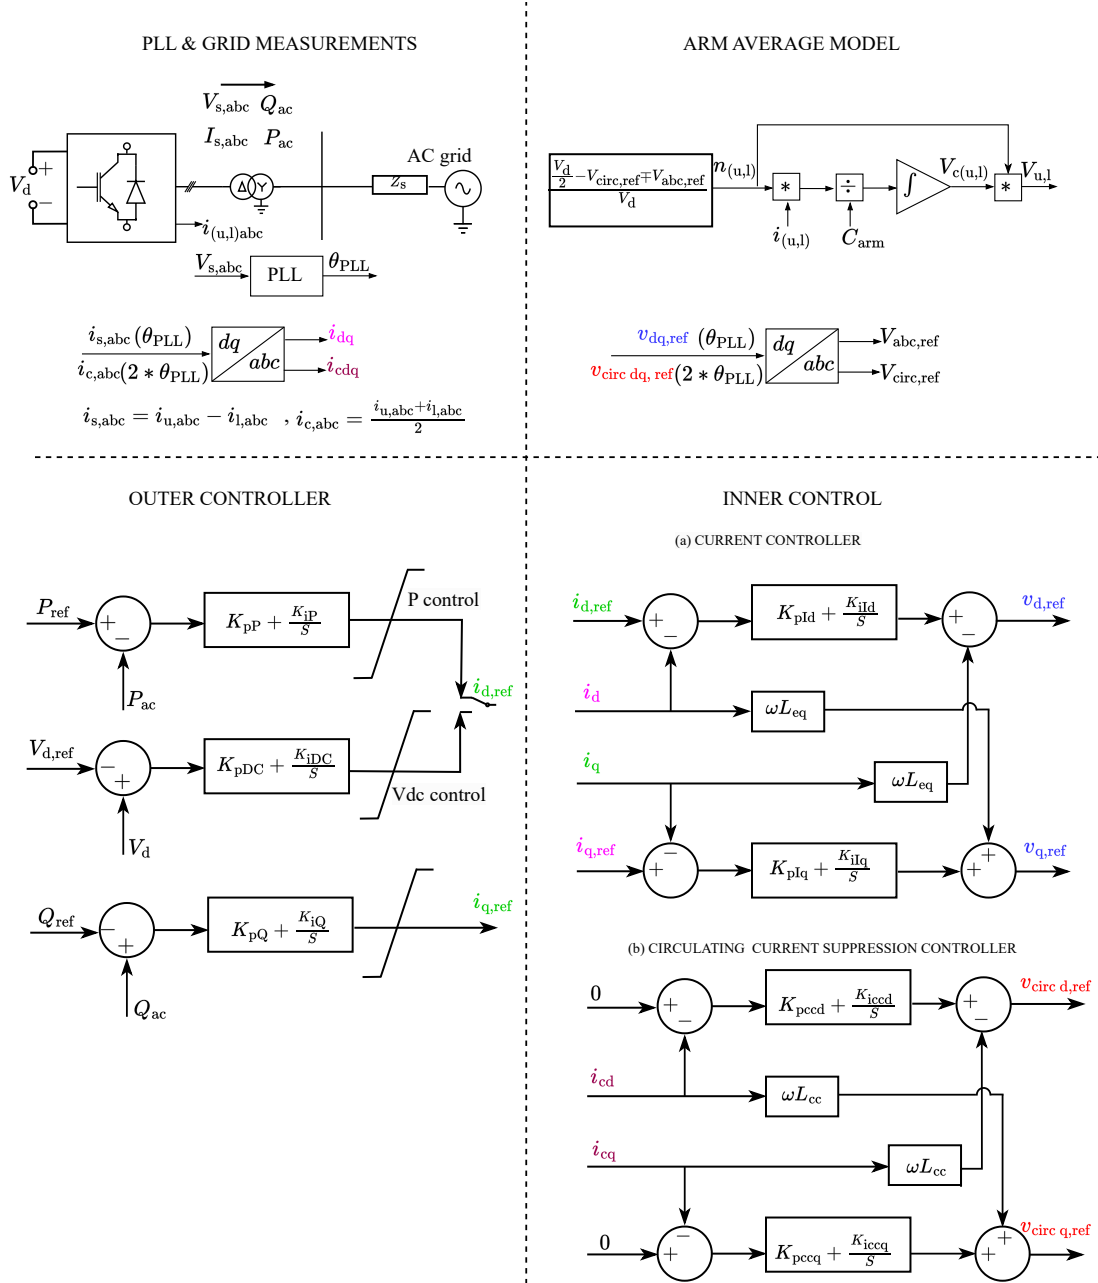 PLL & GRID MEASUREMENTS
V_s,abc Q_ac
I_s,abc P_ac
AC grid
V_d
+
−
Z_s
i_(u,l)abc
V_s,abc
PLL
θ_PLL
i_s,abc(θ_PLL)
i_c,abc(2 * θ_PLL)
dq
abc
i_dq
i_cdq
i_s,abc = i_u,abc − i_l,abc , i_c,abc = (i_u,abc+i_l,abc)/2
ARM AVERAGE MODEL
(V_d/2 −V_circ,ref∓V_abc,ref)/V_d
n_(u,l)
*
÷
∫
V_c(u,l)
*
V_u,l
i_(u,l)
C_arm
v_dq,ref (θ_PLL)
v_circ dq, ref(2 * θ_PLL)
dq
abc
V_abc,ref
V_circ,ref
OUTER CONTROLLER
P_ref
+
−
K_pP + K_iP/S
P control
P_ac
i_d,ref
V_d,ref
−
+
K_pDC + K_iDC/S
Vdc control
V_d
Q_ref
−
+
K_pQ + K_iQ/S
i_q,ref
Q_ac
INNER CONTROL
(a) CURRENT CONTROLLER
i_d,ref
+
−
K_pId + K_iId/S
+
−
v_d,ref
i_d
ωL_eq
i_q
ωL_eq
i_q,ref
−
+
K_pIq + K_iIq/S
+
+
v_q,ref
(b) CIRCULATING CURRENT SUPPRESSION CONTROLLER
0
+
−
K_pccd + K_iccd/S
+
−
v_circ d,ref
i_cd
ωL_cc
i_cq
ωL_cc
0
−
+
K_pccq + K_iccq/S
+
+
v_circ q,ref